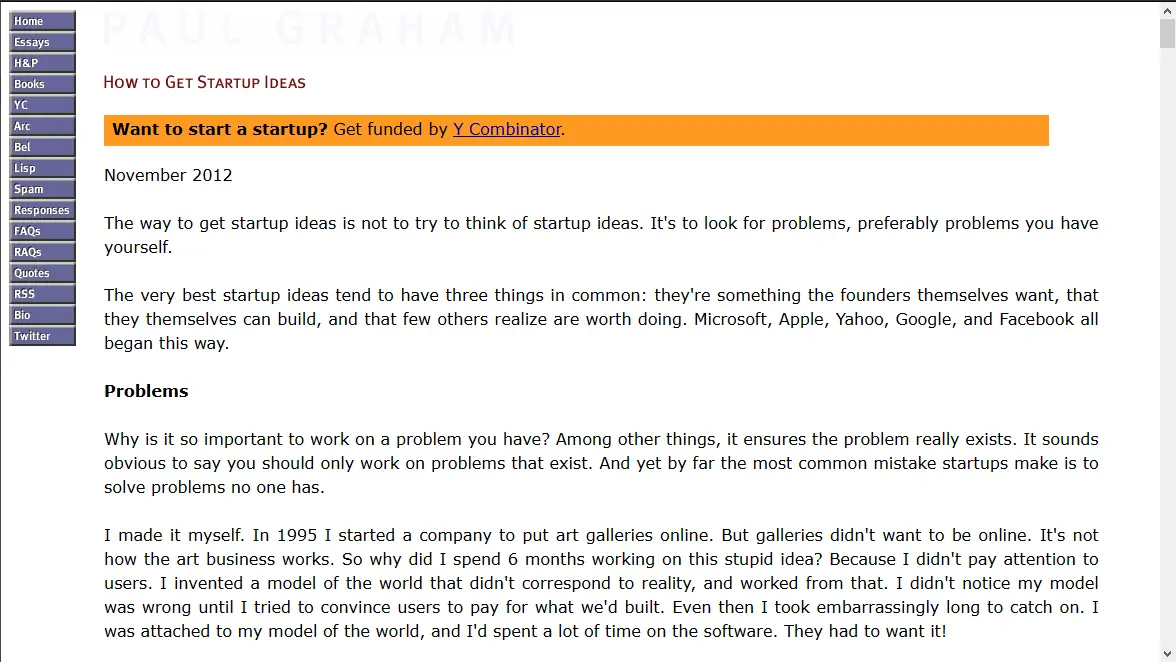 Home
Essays
H&P
Books
YC
Arc
Bel
Lisp
Spam
Responses
FAQs
RAQs
Quotes
RSS
Bio
Twitter
PAUL GRAHAM
How to Get Startup Ideas
Want to start a startup? Get funded by Y Combinator.
November 2012
The way to get startup ideas is not to try to think of startup ideas. It's to look for problems, preferably problems you have
yourself.
The very best startup ideas tend to have three things in common: they're something the founders themselves want, that
they themselves can build, and that few others realize are worth doing. Microsoft, Apple, Yahoo, Google, and Facebook all
began this way.
Problems
Why is it so important to work on a problem you have? Among other things, it ensures the problem really exists. It sounds
obvious to say you should only work on problems that exist. And yet by far the most common mistake startups make is to
solve problems no one has.
I made it myself. In 1995 I started a company to put art galleries online. But galleries didn't want to be online. It's not
how the art business works. So why did I spend 6 months working on this stupid idea? Because I didn't pay attention to
users. I invented a model of the world that didn't correspond to reality, and worked from that. I didn't notice my model
was wrong until I tried to convince users to pay for what we'd built. Even then I took embarrassingly long to catch on. I
was attached to my model of the world, and I'd spent a lot of time on the software. They had to want it!